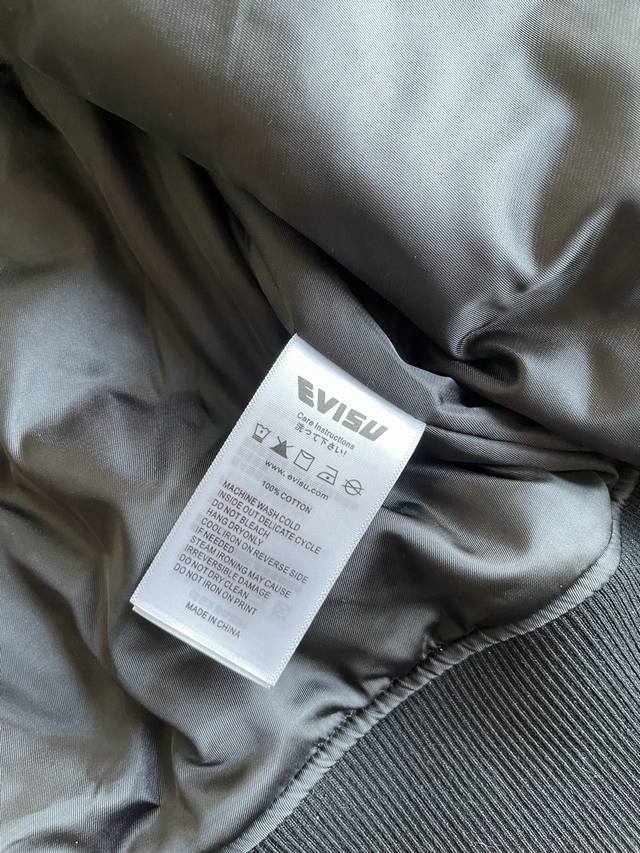 EVISU
Care Instructions
洗って下さい!
www.evisu.com
100% COTTON
MACHINE WASH COLD
INSIDE OUT DELICATE CYCLE
DO NOT BLEACH
HANG DRYONLY
COOL IRON ON REVERSE SIDE
IF NEEDED
STEAM IRONING MAY CAUSE
IRREVERSIBLE DAMAGE
DO NOT DRY CLEAN
DO NOT IRON ON PRINT
MADE IN CHINA